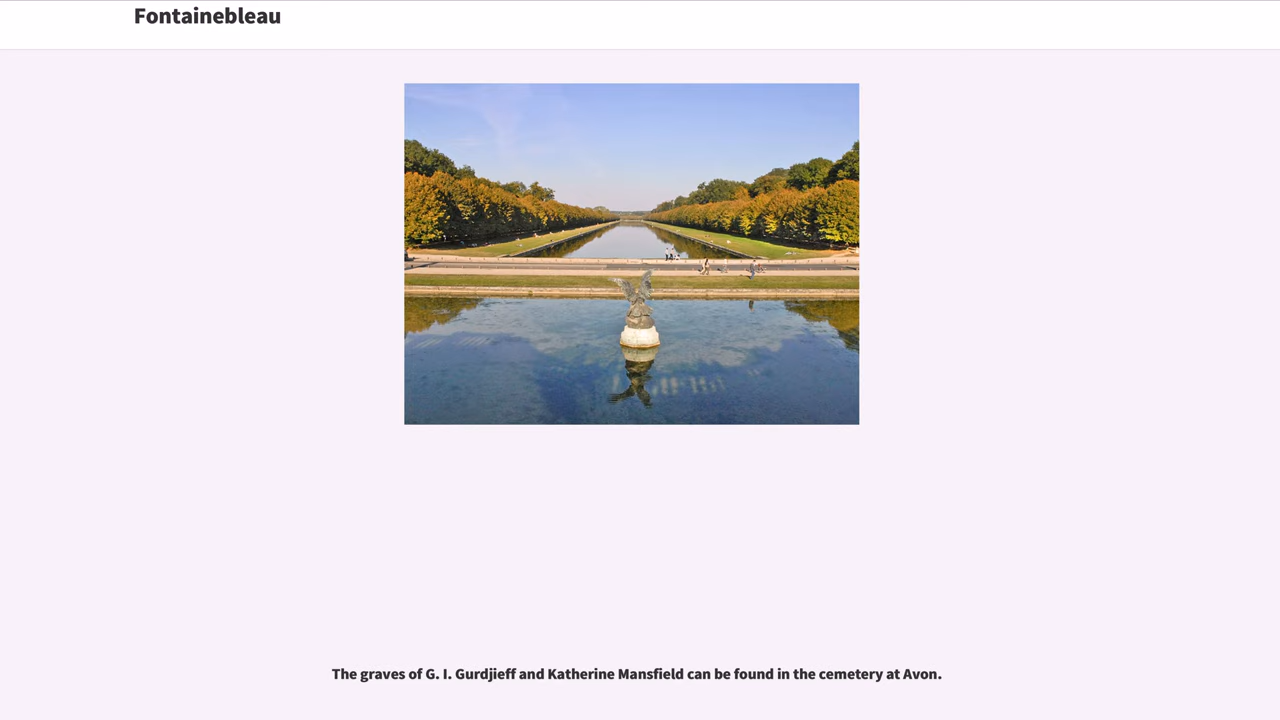 Fontainebleau
The graves of G. I. Gurdjieff and Katherine Mansfield can be found in the cemetery at Avon.